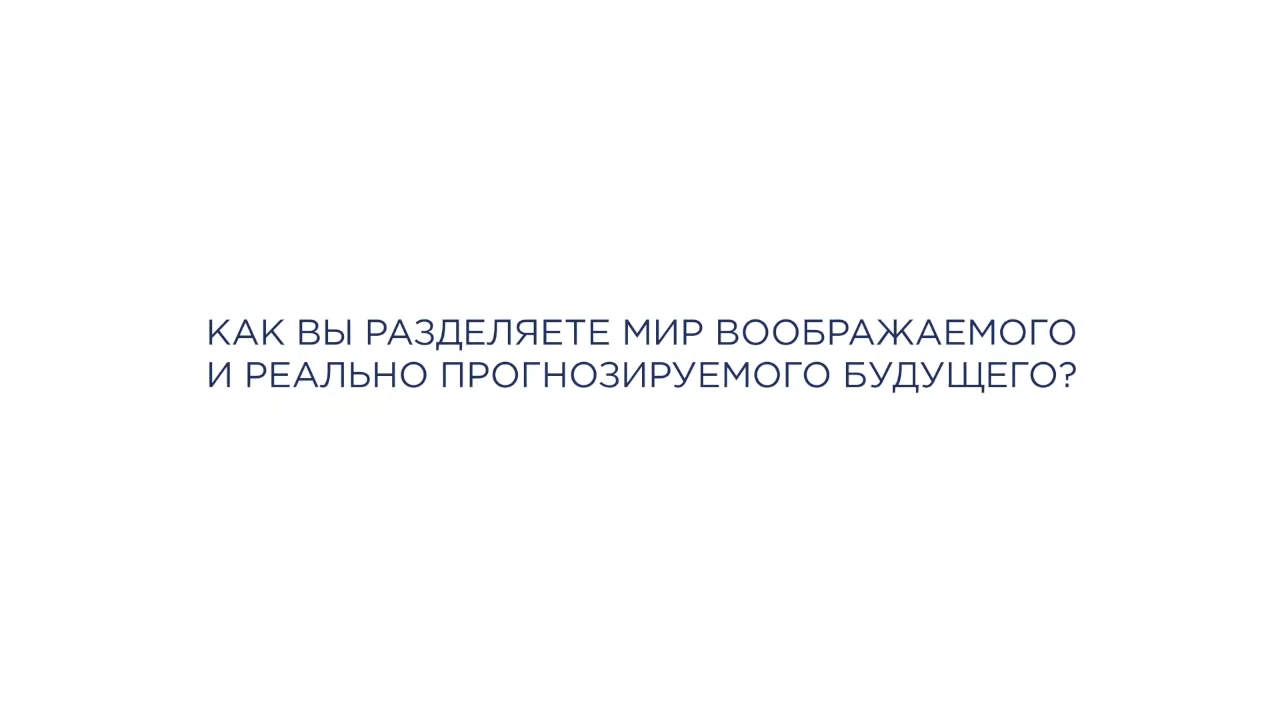 КАК ВЫ РАЗДЕЛЯЕТЕ МИР ВООБРАЖАЕМОГО
И РЕАЛЬНО ПРОГНОЗИРУЕМОГО БУДУЩЕГО?